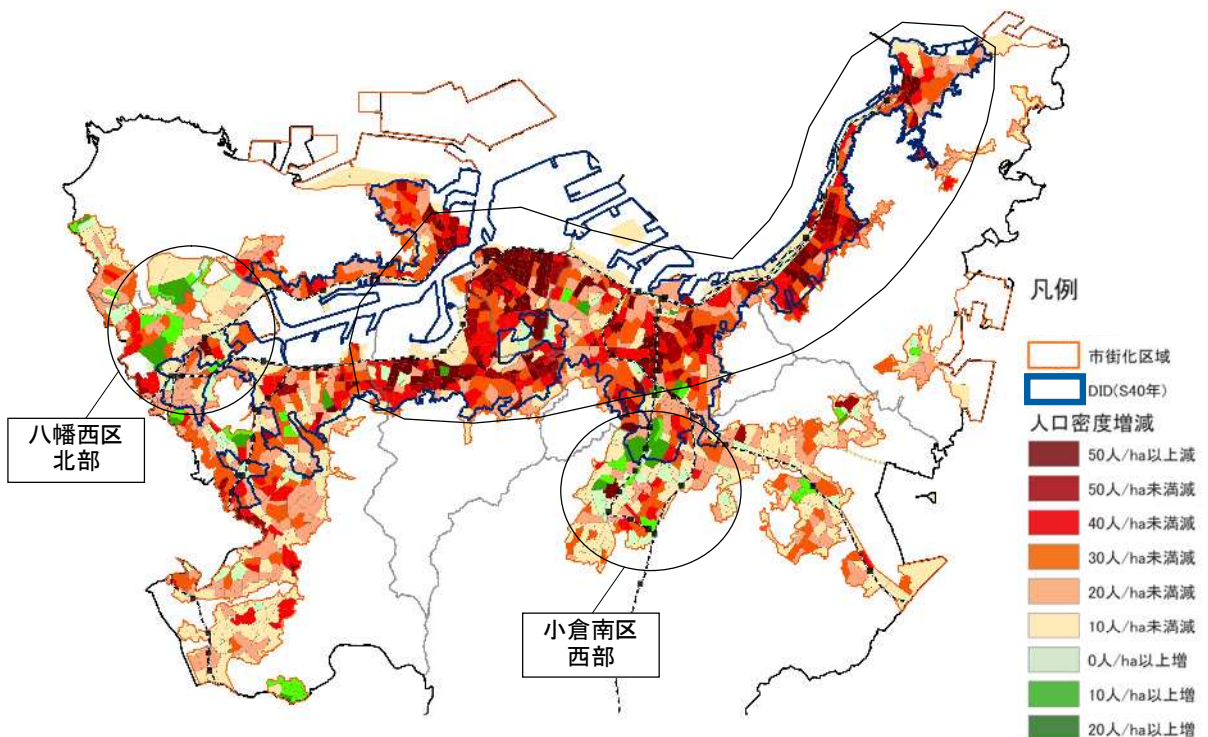 八幡西区
北部
小倉南区
西部
凡例
市街化区域
DID(S40年)
人口密度増減
50人/ha以上減
50人/ha未満減
40人/ha未満減
30人/ha未満減
20人/ha未満減
10人/ha未満減
0人/ha以上増
10人/ha以上増
20人/ha以上増